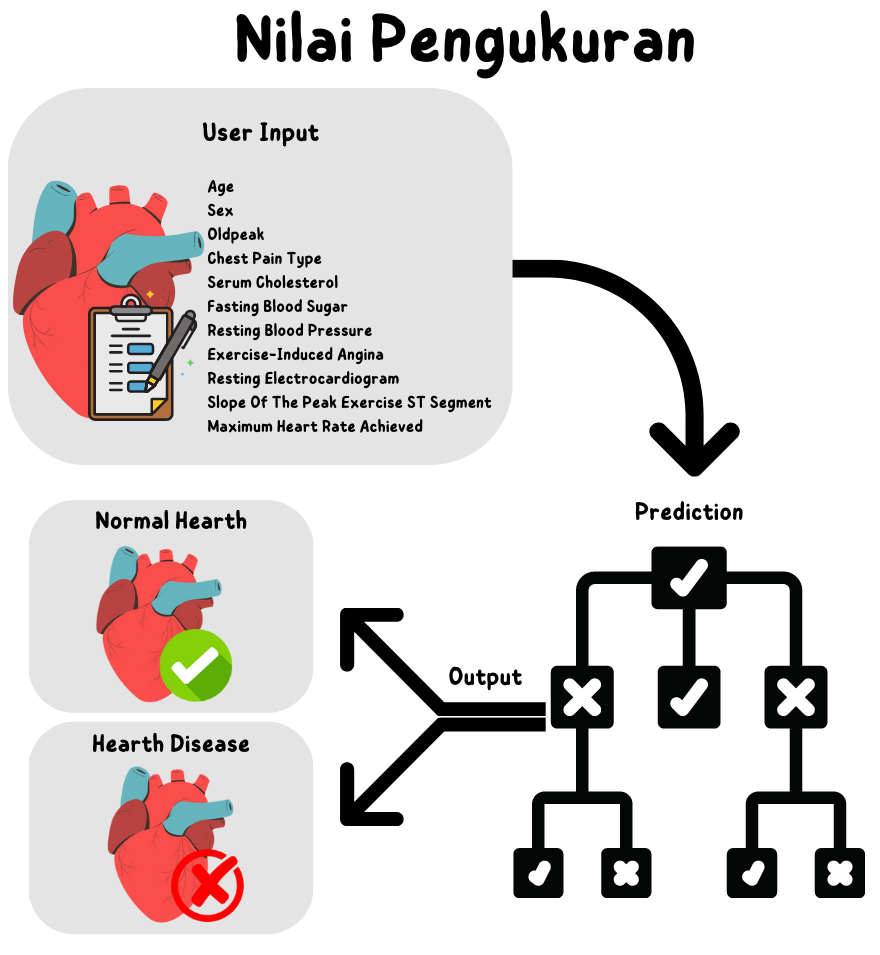 Nilai Pengukuran
User Input
Age
Sex
Oldpeak
Chest Pain Type
Serum Cholesterol
Fasting Blood Sugar
Resting Blood Pressure
Exercise-Induced Angina
Resting Electrocardiogram
Slope Of The Peak Exercise ST Segment
Maximum Heart Rate Achieved
Prediction
Output
Normal Hearth
Hearth Disease